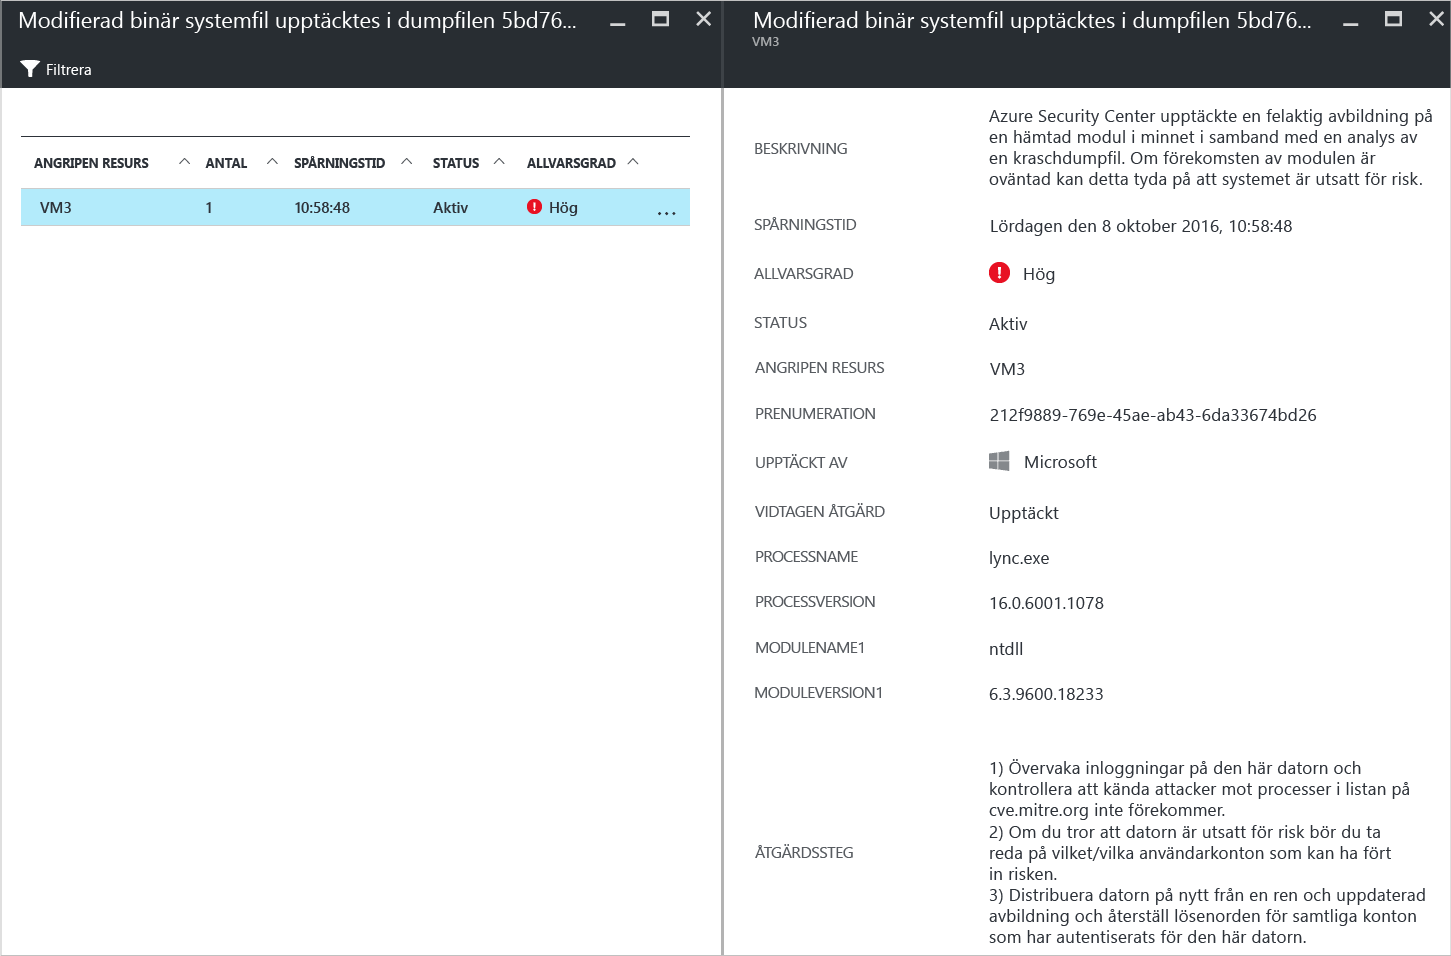 Modifierad binär systemfil upptäcktes i dumpfilen 5bd76...
Filtrera
ANGRIPEN RESURS ANTAL SPÅRNINGSTID STATUS ALLVARSGRAD
VM3 1 10:58:48 Aktiv Hög ...
Modifierad binär systemfil upptäcktes i dumpfilen 5bd76...
VM3
BESKRIVNING
Azure Security Center upptäckte en felaktig avbildning på
en hämtad modul i minnet i samband med en analys av
en kraschdumpfil. Om förekomsten av modulen är
oväntad kan detta tyda på att systemet är utsatt för risk.
SPÅRNINGSTID Lördagen den 8 oktober 2016, 10:58:48
ALLVARSGRAD Hög
STATUS Aktiv
ANGRIPEN RESURS VM3
PRENUMERATION 212f9889-769e-45ae-ab43-6da33674bd26
UPPTÄCKT AV Microsoft
VIDTAGEN ÅTGÄRD Upptäckt
PROCESSNAME lync.exe
PROCESSVERSION 16.0.6001.1078
MODULENAME1 ntdll
MODULEVERSION1 6.3.9600.18233
ÅTGÄRDSSTEG
1) Övervaka inloggningar på den här datorn och
kontrollera att kända attacker mot processer i listan på
cve.mitre.org inte förekommer.
2) Om du tror att datorn är utsatt för risk bör du ta
reda på vilket/vilka användarkonton som kan ha fört
in risken.
3) Distribuera datorn på nytt från en ren och uppdaterad
avbildning och återställ lösenorden för samtliga konton
som har autentiserats för den här datorn.